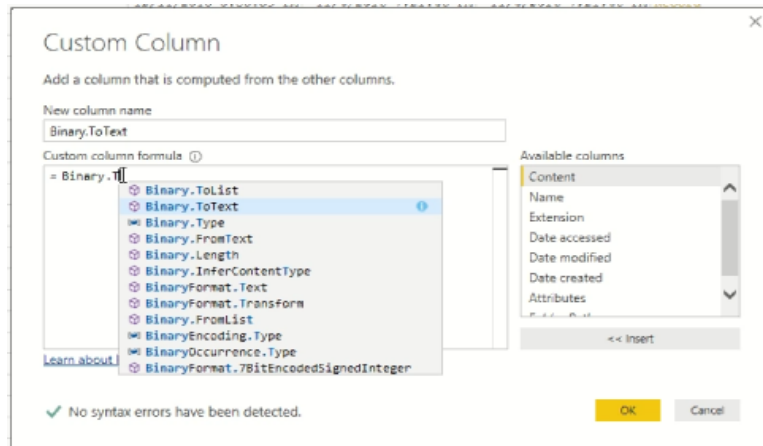 Custom Column
Add a column that is computed from the other columns.
New column name
Binary.ToText
Custom column formula
= Binary.T
Binary.ToList
Binary.ToText
Binary.Type
Binary.FromText
Binary.Length
Binary.InferContentType
BinaryFormat.Text
BinaryFormat.Transform
Binary.FromList
BinaryEncoding.Type
BinaryOccurrence.Type
BinaryFormat.7BitEncodedSignedInteger
Available columns
Content
Name
Extension
Date accessed
Date modified
Date created
Attributes
<< Insert
Learn about
No syntax errors have been detected.
OK
Cancel